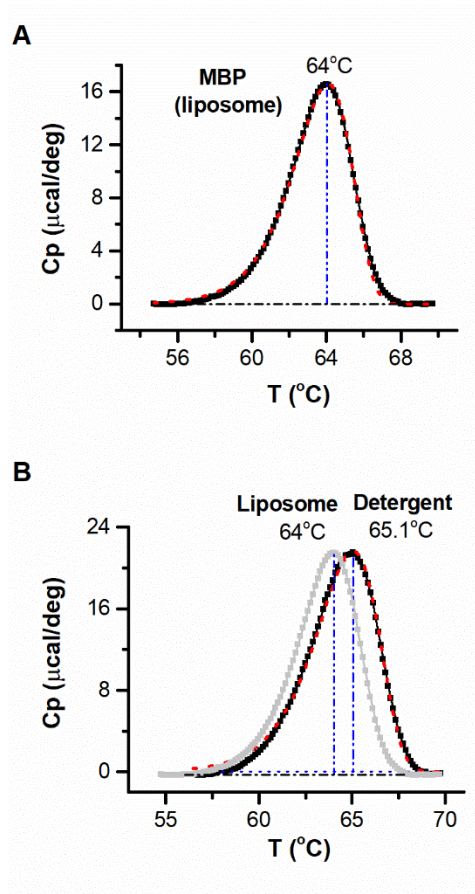 A
64°C
MBP
(liposome)
16
12
8
4
0
Cp (μcal/deg)
56 60 64 68
T (°C)
B
Liposome Detergent
64°C 65.1°C
24
16
8
0
Cp (μcal/deg)
55 60 65 70
T (°C)